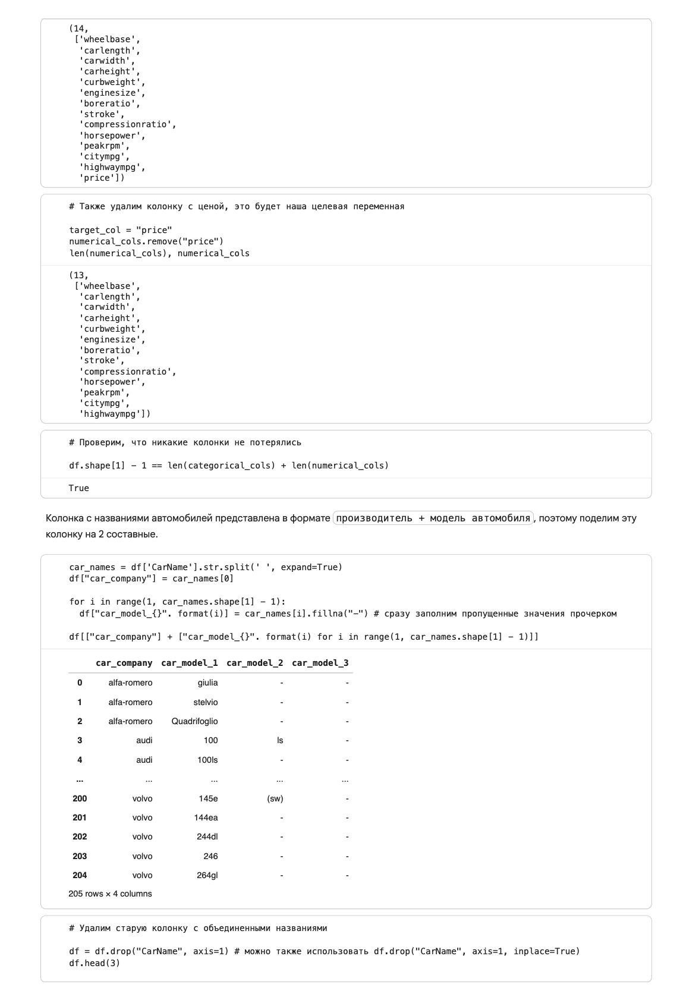 (14,
 ['wheelbase',
  'carlength',
  'carwidth',
  'carheight',
  'curbweight',
  'enginesize',
  'boreratio',
  'stroke',
  'compressionratio',
  'horsepower',
  'peakrpm',
  'citympg',
  'highwaympg',
  'price'])
# Также удалим колонку с ценой, это будет наша целевая переменная
target_col = "price"
numerical_cols.remove("price")
len(numerical_cols), numerical_cols
(13,
 ['wheelbase',
  'carlength',
  'carwidth',
  'carheight',
  'curbweight',
  'enginesize',
  'boreratio',
  'stroke',
  'compressionratio',
  'horsepower',
  'peakrpm',
  'citympg',
  'highwaympg'])
# Проверим, что никакие колонки не потерялись
df.shape[1] - 1 == len(categorical_cols) + len(numerical_cols)
True
Колонка с названиями автомобилей представлена в формате производитель + модель автомобиля, поэтому поделим эту
колонку на 2 составные.
car_names = df['CarName'].str.split(' ', expand=True)
df["car_company"] = car_names[0]
for i in range(1, car_names.shape[1] - 1):
  df["car_model_{}". format(i)] = car_names[i].fillna("-") # сразу заполним пропущенные значения прочерком
df[["car_company"] + ["car_model_{}". format(i) for i in range(1, car_names.shape[1] - 1)]]
car_company car_model_1 car_model_2 car_model_3
0 alfa-romero giulia - -
1 alfa-romero stelvio - -
2 alfa-romero Quadrifoglio - -
3 audi 100 ls -
4 audi 100ls - -
... ... ... ... ...
200 volvo 145e (sw) -
201 volvo 144ea - -
202 volvo 244dl - -
203 volvo 246 - -
204 volvo 264gl - -
205 rows × 4 columns
# Удалим старую колонку с объединенными названиями
df = df.drop("CarName", axis=1) # можно также использовать df.drop("CarName", axis=1, inplace=True)
df.head(3)